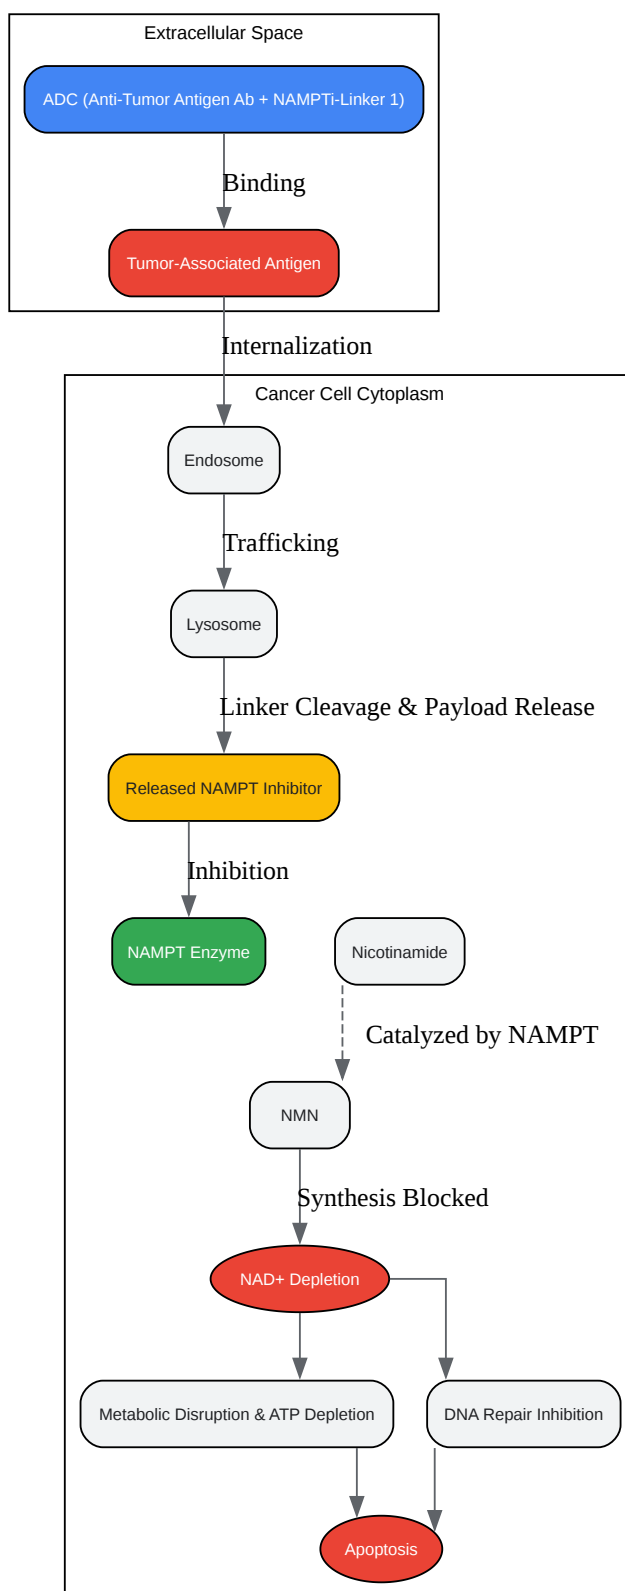 Extracellular Space
ADC (Anti-Tumor Antigen Ab + NAMPTi-Linker 1)
Binding
Tumor-Associated Antigen
Internalization
Cancer Cell Cytoplasm
Endosome
Trafficking
Lysosome
Linker Cleavage & Payload Release
Released NAMPT Inhibitor
Inhibition
NAMPT Enzyme
Nicotinamide
Catalyzed by NAMPT
NMN
Synthesis Blocked
NAD+ Depletion
Metabolic Disruption & ATP Depletion
DNA Repair Inhibition
Apoptosis